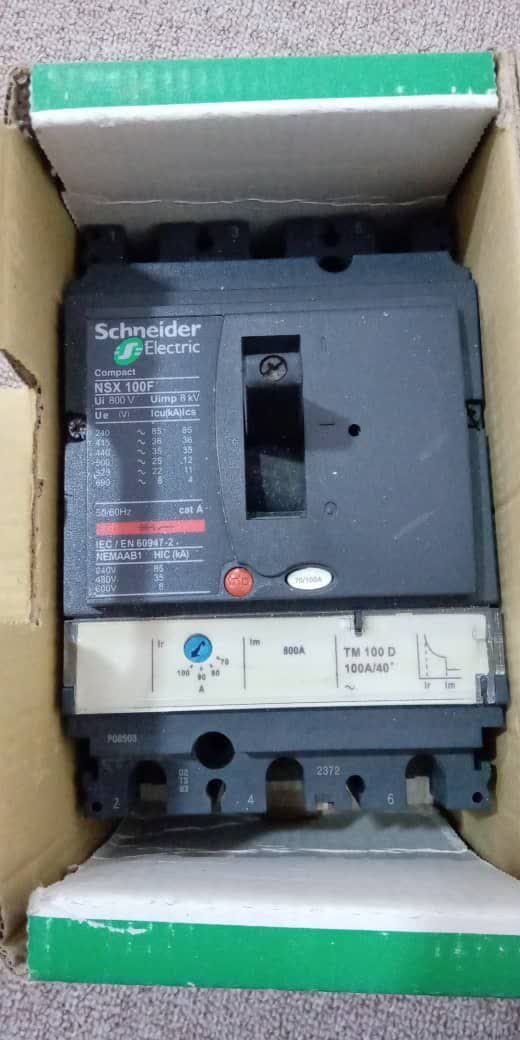 3
Schneider
Electric
Compact
NSX 100F
Ui 800 V Uimp 8 kV
Ue (V) Icu(kA)Ics
240 ~ 85 85
415 ~ 36 36
440 ~ 35 35
500 ~ 25 12
525 ~ 22 11
690 ~ 8 4
50/60Hz cat A
IEC / EN 60947-2
NEMAAB1 HIC (kA)
240V 85
480V 35
600V 8
70/100A
Ir
100 90 80 70
A
Im 800A
TM 100 D
100A/40°
~
Ir Im
2 4 2372 6